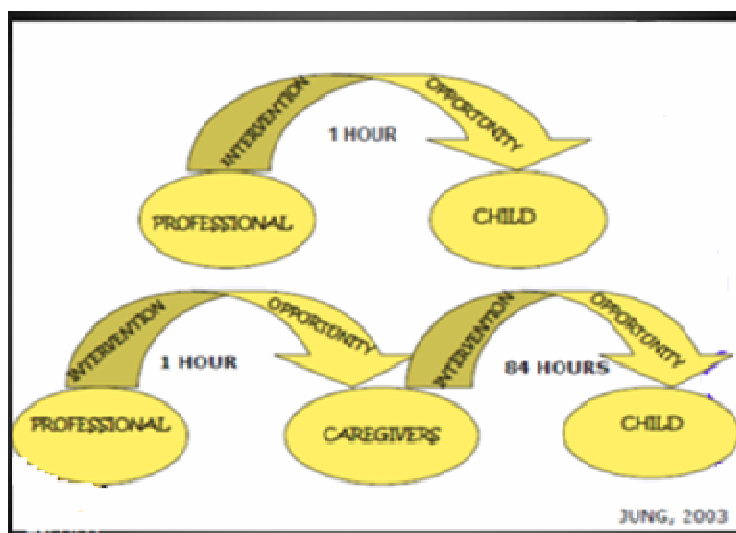 INTERVENTION
OPPORTUNITY
1 HOUR
PROFESSIONAL
CHILD
INTERVENTION
OPPORTUNITY
INTERVENTION
OPPORTUNITY
1 HOUR
84 HOURS
PROFESSIONAL
CAREGIVERS
CHILD
JUNG, 2003